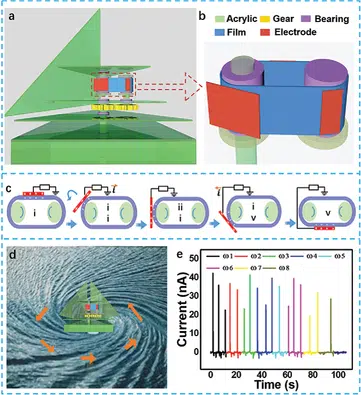 a
b
Acrylic Gear Bearing
Film Electrode
c
i
i
i
ii
i
i
v
v
d
e
Current (nA)
50
40
30
20
10
0
ω1 ω2 ω3 ω4 ω5
ω6 ω7 ω8
0 20 40 60 80 100
Time (s)